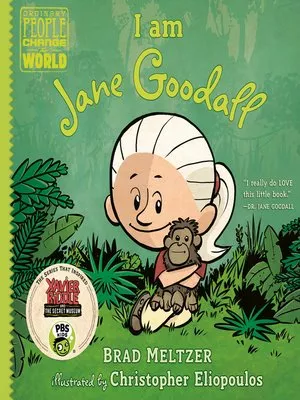 ORDINARY
PEOPLE
CHANGE
the
WORLD
I am
Jane Goodall
"I really do LOVE
this little book."
—DR. JANE GOODALL
THE SERIES THAT INSPIRED
XAVIER
RIDDLE
AND
THE SECRET MUSEUM
PBS
KIDS
BRAD MELTZER
illustrated by Christopher Eliopoulos